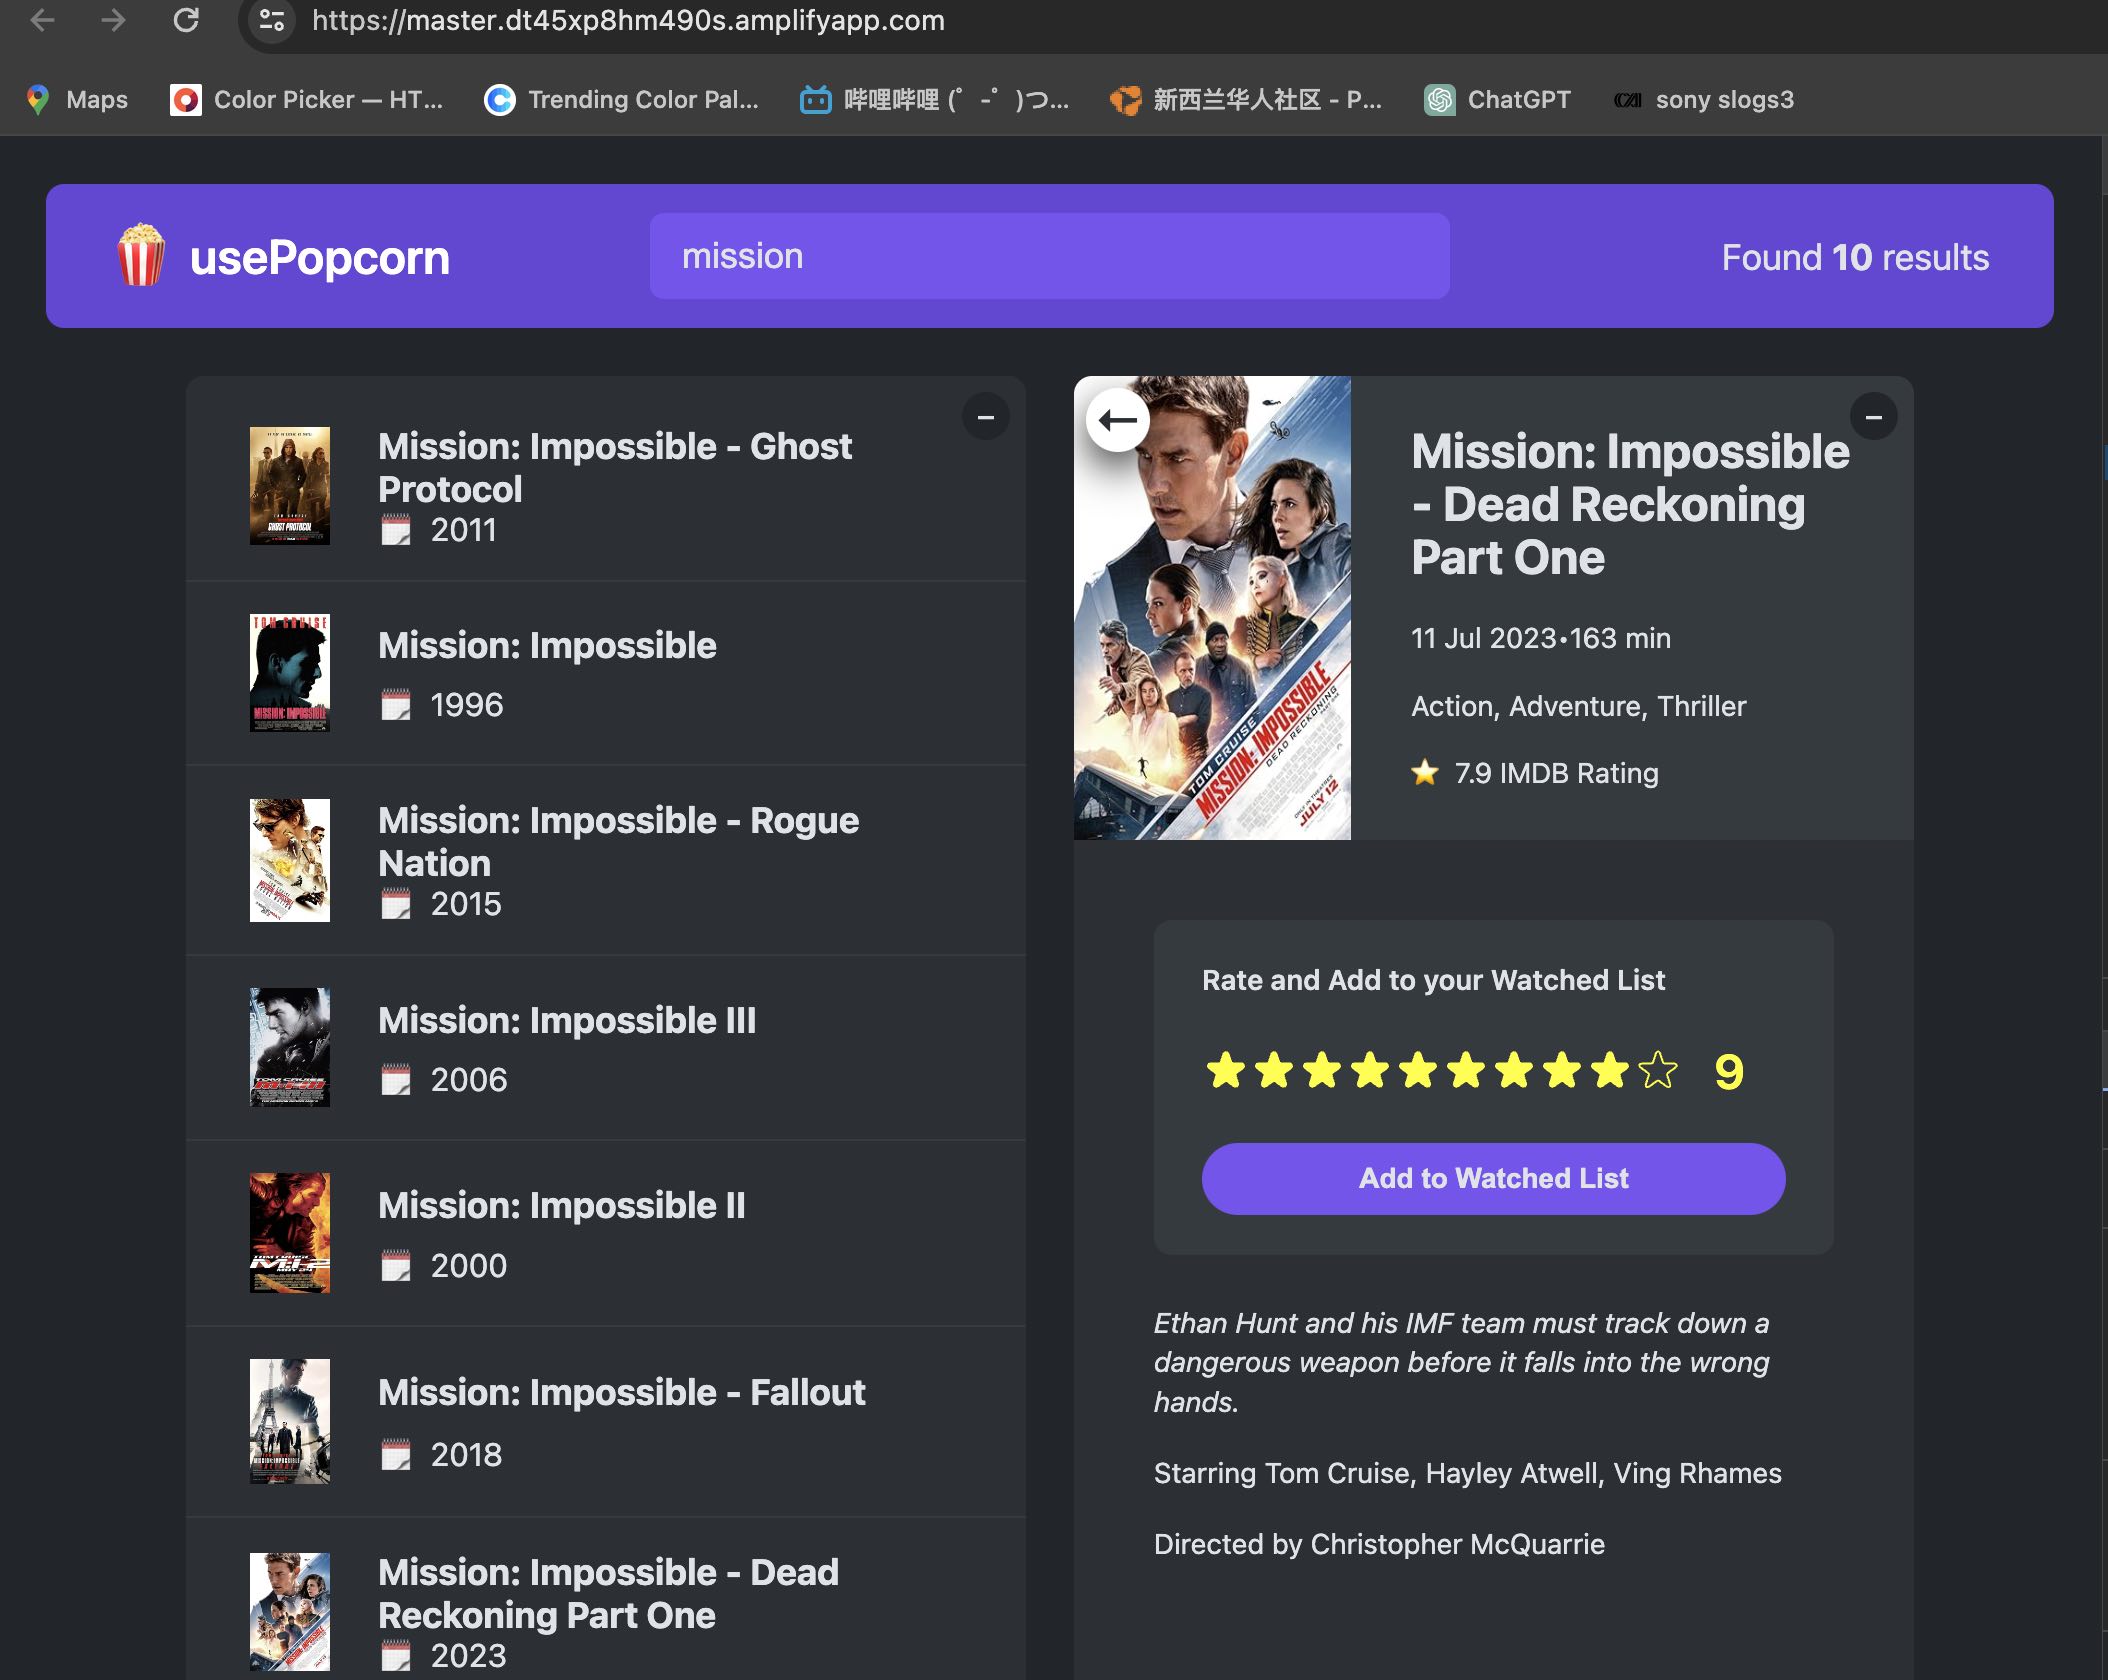 https://master.dt45xp8hm490s.amplifyapp.com
Maps
Color Picker — HT...
Trending Color Pal...
哔哩哔哩 (゜-゜)つ...
新西兰华人社区 - P...
ChatGPT
sony slogs3
usePopcorn
mission
Found 10 results
Mission: Impossible - Ghost
Protocol
2011
TOM CRUISE
Mission: Impossible
1996
Mission: Impossible - Rogue
Nation
2015
Mission: Impossible III
2006
Mission: Impossible II
2000
Mission: Impossible - Fallout
2018
Mission: Impossible - Dead
Reckoning Part One
2023
TOM CRUISE
MISSION: IMPOSSIBLE
DEAD RECKONING
JULY 12
Mission: Impossible
- Dead Reckoning
Part One
11 Jul 2023•163 min
Action, Adventure, Thriller
7.9 IMDB Rating
Rate and Add to your Watched List
9
Add to Watched List
Ethan Hunt and his IMF team must track down a
dangerous weapon before it falls into the wrong
hands.
Starring Tom Cruise, Hayley Atwell, Ving Rhames
Directed by Christopher McQuarrie